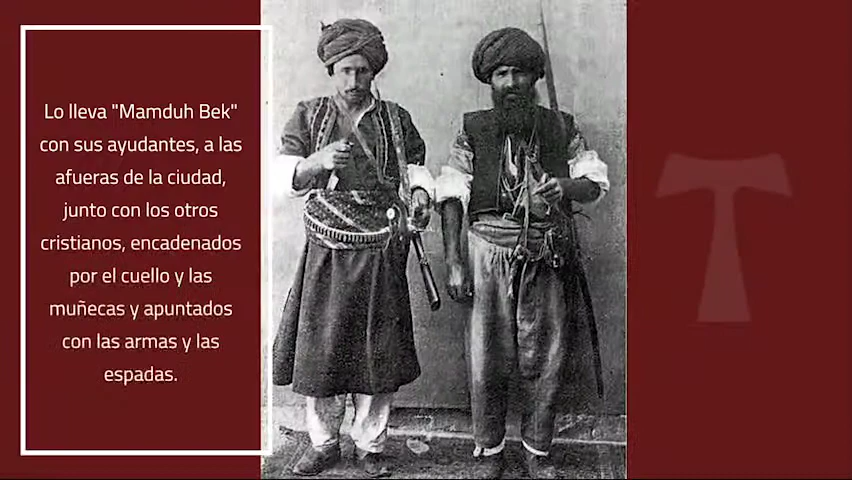 Lo lleva "Mamduh Bek"
con sus ayudantes, a las
afueras de la ciudad,
junto con los otros
cristianos, encadenados
por el cuello y las
muñecas y apuntados
con las armas y las
espadas.